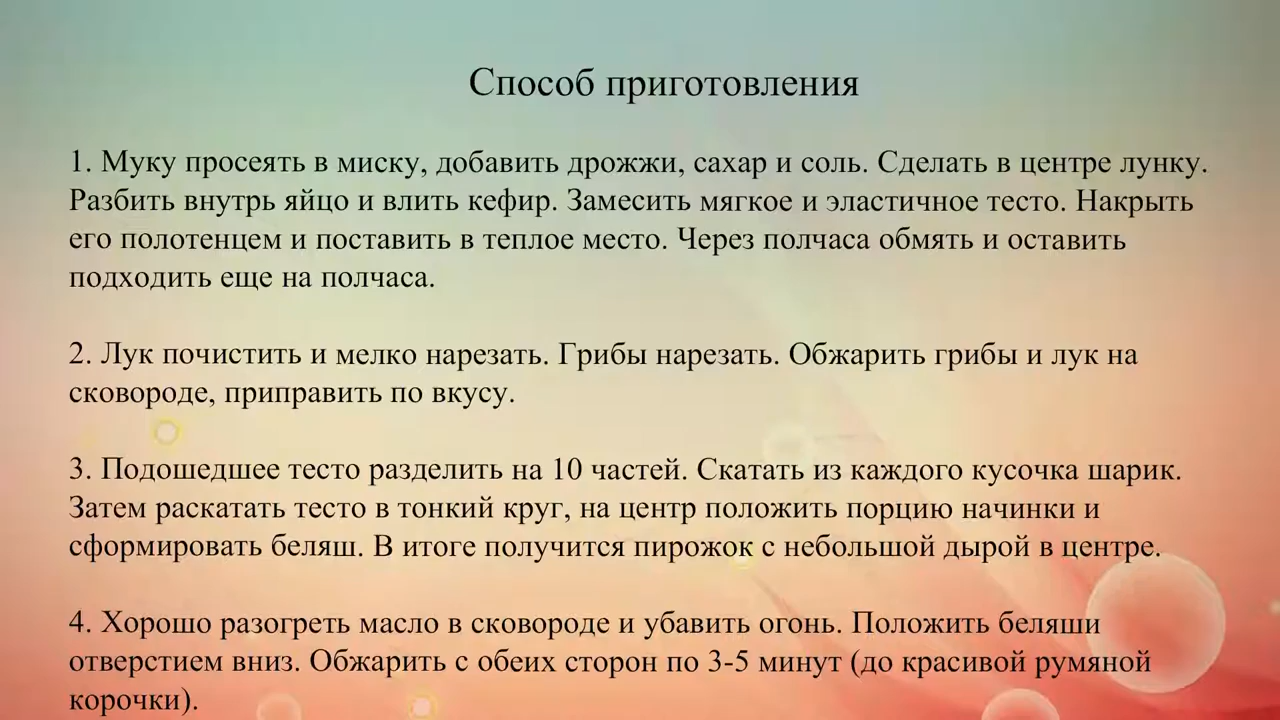 Способ приготовления
1. Муку просеять в миску, добавить дрожжи, сахар и соль. Сделать в центре лунку.
Разбить внутрь яйцо и влить кефир. Замесить мягкое и эластичное тесто. Накрыть
его полотенцем и поставить в теплое место. Через полчаса обмять и оставить
подходить еще на полчаса.
2. Лук почистить и мелко нарезать. Грибы нарезать. Обжарить грибы и лук на
сковороде, приправить по вкусу.
3. Подошедшее тесто разделить на 10 частей. Скатать из каждого кусочка шарик.
Затем раскатать тесто в тонкий круг, на центр положить порцию начинки и
сформировать беляш. В итоге получится пирожок с небольшой дырой в центре.
4. Хорошо разогреть масло в сковороде и убавить огонь. Положить беляши
отверстием вниз. Обжарить с обеих сторон по 3-5 минут (до красивой румяной
корочки).